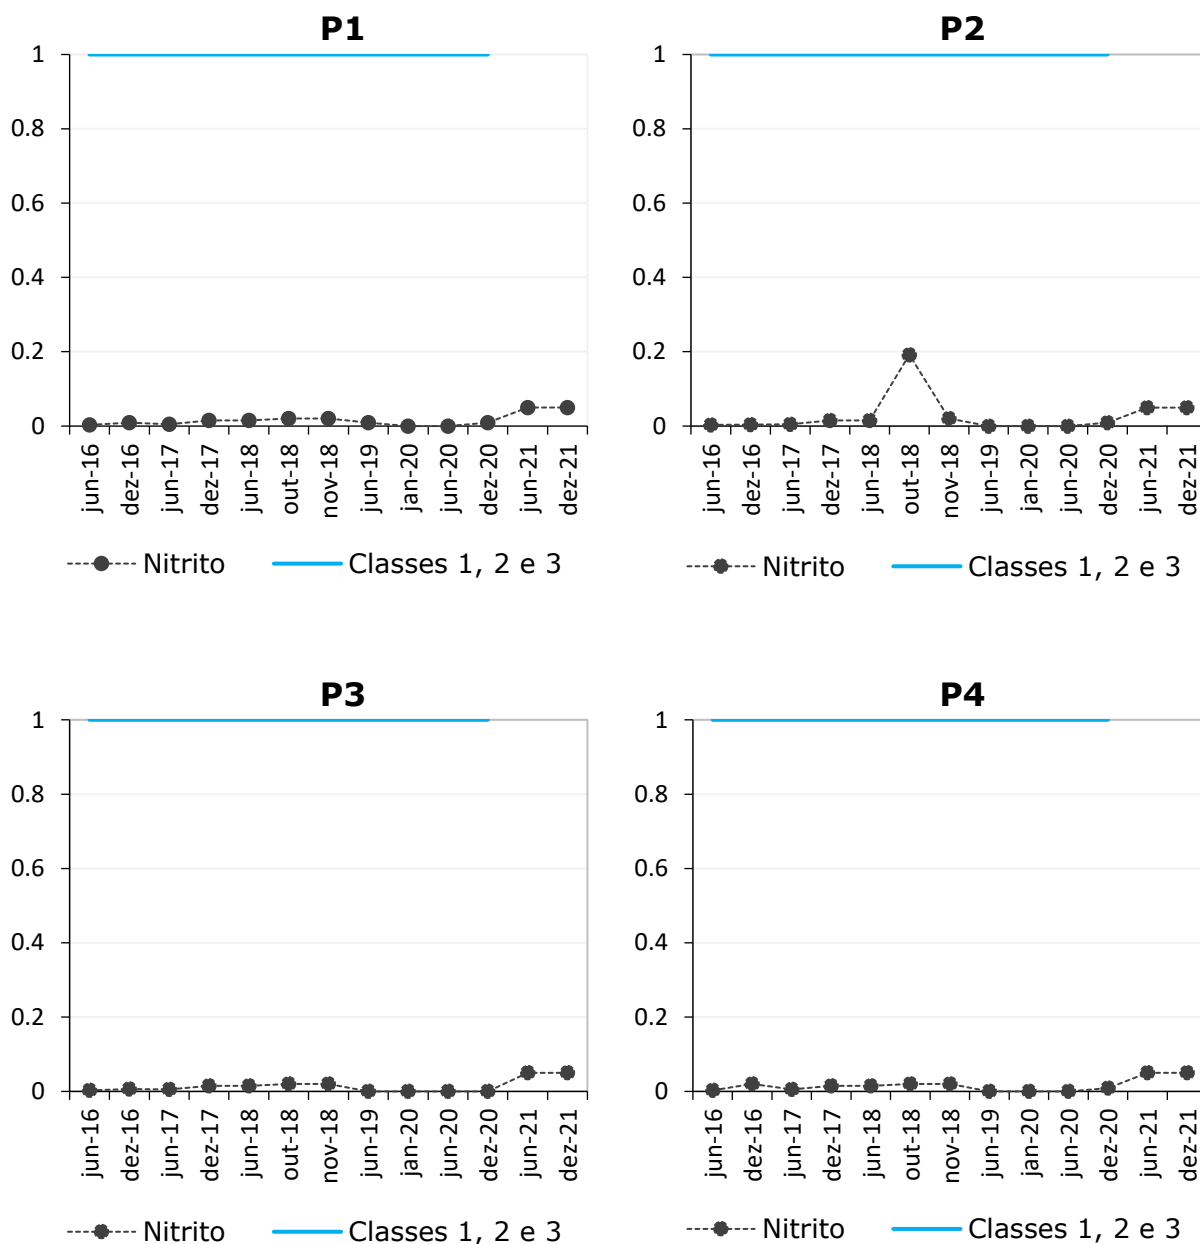 P1
1
0.8
0.6
0.4
0.2
0
jun-16
dez-16
jun-17
dez-17
jun-18
out-18
nov-18
jun-19
jan-20
jun-20
dez-20
jun-21
dez-21
Nitrito
Classes 1, 2 e 3
P2
1
0.8
0.6
0.4
0.2
0
jun-16
dez-16
jun-17
dez-17
jun-18
out-18
nov-18
jun-19
jan-20
jun-20
dez-20
jun-21
dez-21
Nitrito
Classes 1, 2 e 3
P3
1
0.8
0.6
0.4
0.2
0
jun-16
dez-16
jun-17
dez-17
jun-18
out-18
nov-18
jun-19
jan-20
jun-20
dez-20
jun-21
dez-21
Nitrito
Classes 1, 2 e 3
P4
1
0.8
0.6
0.4
0.2
0
jun-16
dez-16
jun-17
dez-17
jun-18
out-18
nov-18
jun-19
jan-20
jun-20
dez-20
jun-21
dez-21
Nitrito
Classes 1, 2 e 3